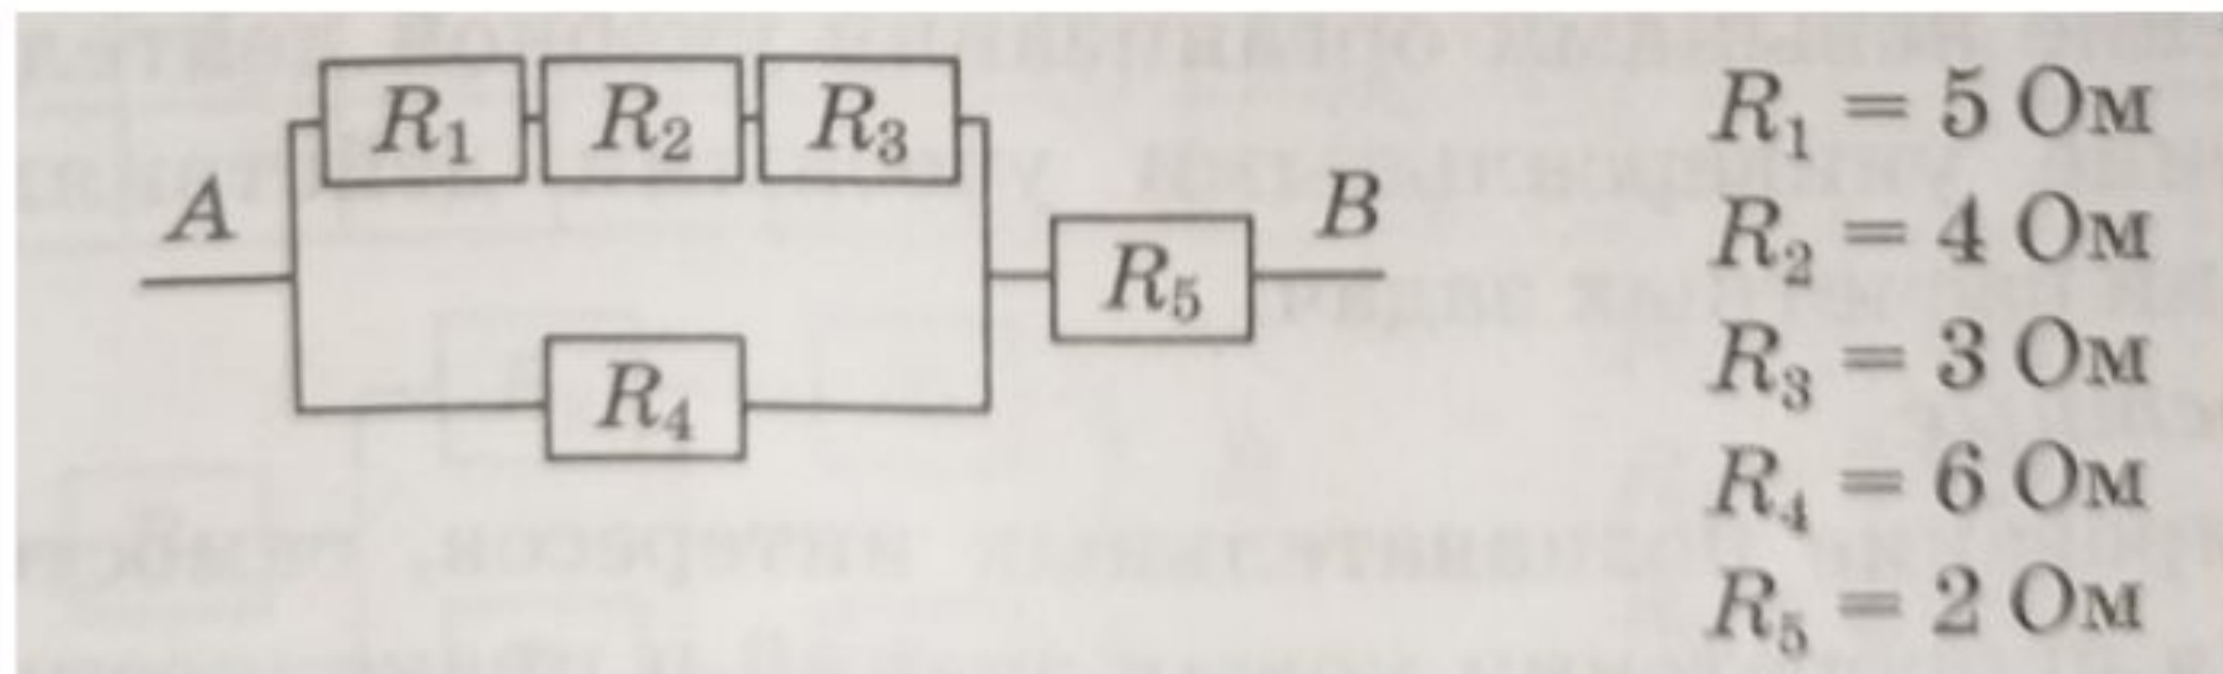 R₁ R₂ R₃
A
B
R₅
R₄
R₁ = 5 Ом
R₂ = 4 Ом
R₃ = 3 Ом
R₄ = 6 Ом
R₅ = 2 Ом